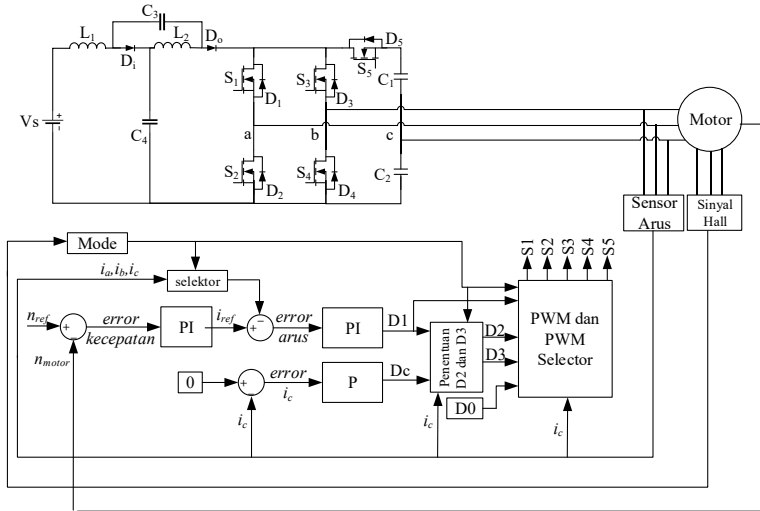 C3
L1
L2
Do
Di
D5
S5
S1
D1
S3
D3
C1
Vs
C4
a
b
c
S2
D2
S4
D4
C2
Motor
Sensor
Arus
Sinyal
Hall
Mode
ia,ib,ic
selektor
S1
S2
S3
S4
S5
nref
+
−
error
kecepatan
PI
iref
+
−
error
arus
PI
D1
PWM dan
PWM
Selector
nmotor
0
+
−
error
ic
P
Dc
Penentuan
D2 dan D3
D2
D3
D0
ic
ic
ic